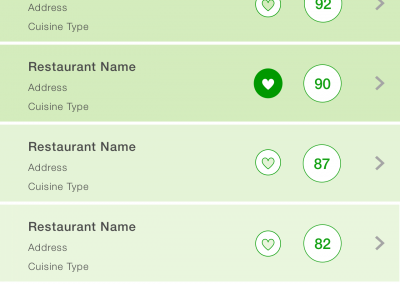 Address
92
Cuisine Type
Restaurant Name
Address
90
Cuisine Type
Restaurant Name
Address
87
Cuisine Type
Restaurant Name
Address
82
Cuisine Type